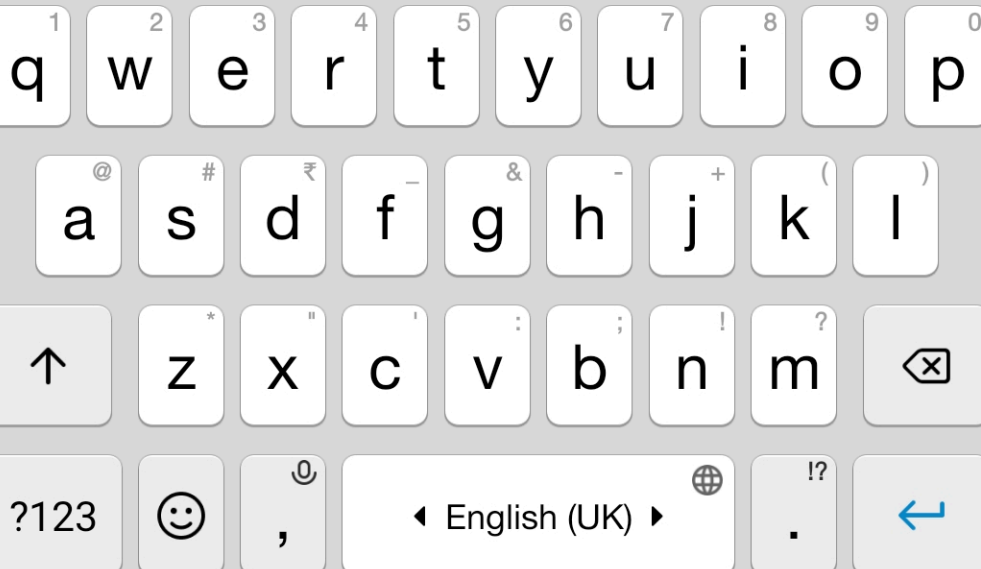 1 2 3 4 5 6 7 8 9 0
q w e r t y u i o p
@ # ₹ _ & - + ( )
a s d f g h j k l
* " ' : ; ! ?
z x c v b n m
!?
?123 , English (UK) .